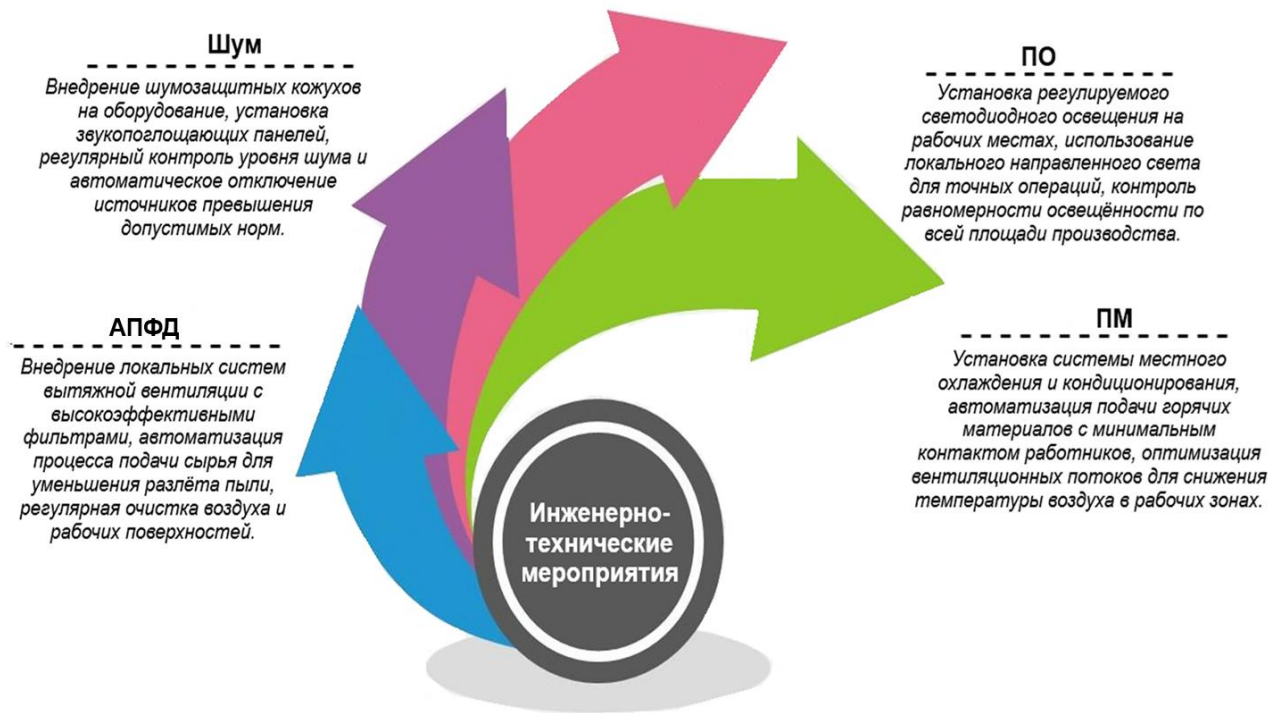 Шум
Внедрение шумозащитных кожухов
на оборудование, установка
звукопоглощающих панелей,
регулярный контроль уровня шума и
автоматическое отключение
источников превышения
допустимых норм.
АПФД
Внедрение локальных систем
вытяжной вентиляции с
высокоэффективными
фильтрами, автоматизация
процесса подачи сырья для
уменьшения разлёта пыли,
регулярная очистка воздуха и
рабочих поверхностей.
ПО
Установка регулируемого
светодиодного освещения на
рабочих местах, использование
локального направленного света
для точных операций, контроль
равномерности освещённости по
всей площади производства.
ПМ
Установка системы местного
охлаждения и кондиционирования,
автоматизация подачи горячих
материалов с минимальным
контактом работников, оптимизация
вентиляционных потоков для снижения
температуры воздуха в рабочих зонах.
Инженерно-
технические
мероприятия